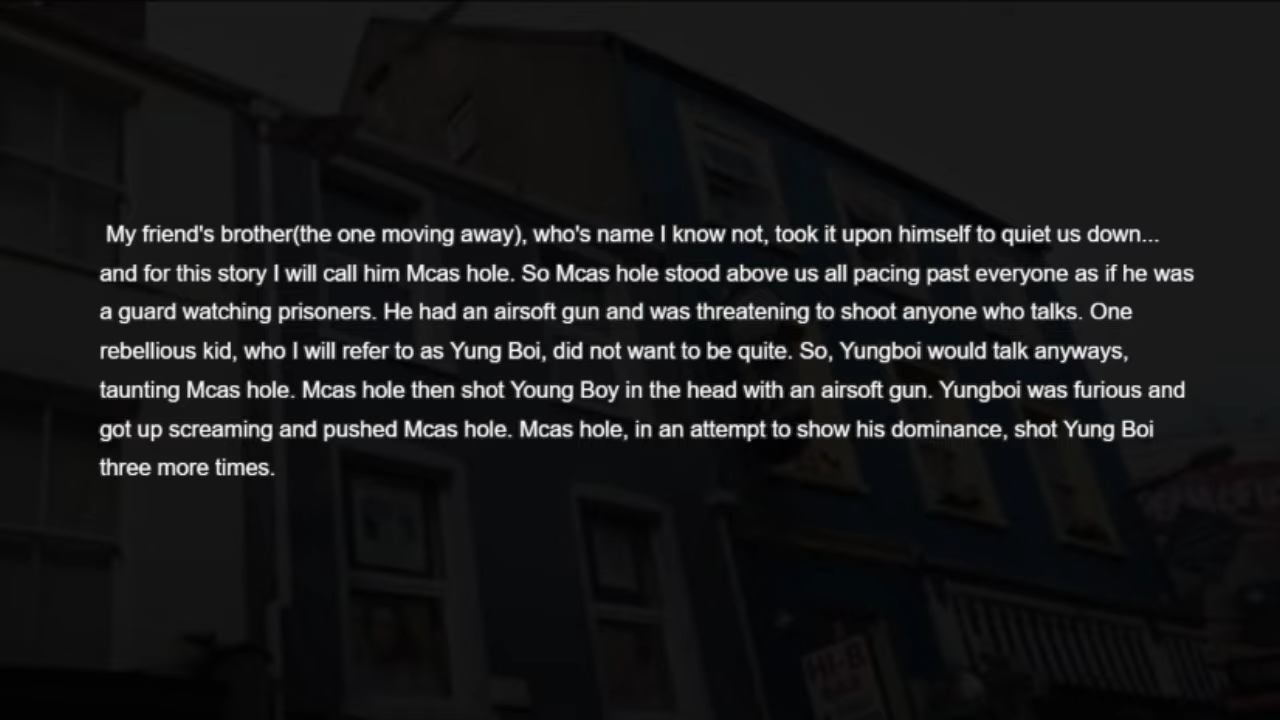 My friend's brother(the one moving away), who's name I know not, took it upon himself to quiet us down...
and for this story I will call him Mcas hole. So Mcas hole stood above us all pacing past everyone as if he was
a guard watching prisoners. He had an airsoft gun and was threatening to shoot anyone who talks. One
rebellious kid, who I will refer to as Yung Boi, did not want to be quite. So, Yungboi would talk anyways,
taunting Mcas hole. Mcas hole then shot Young Boy in the head with an airsoft gun. Yungboi was furious and
got up screaming and pushed Mcas hole. Mcas hole, in an attempt to show his dominance, shot Yung Boi
three more times.
HI-B